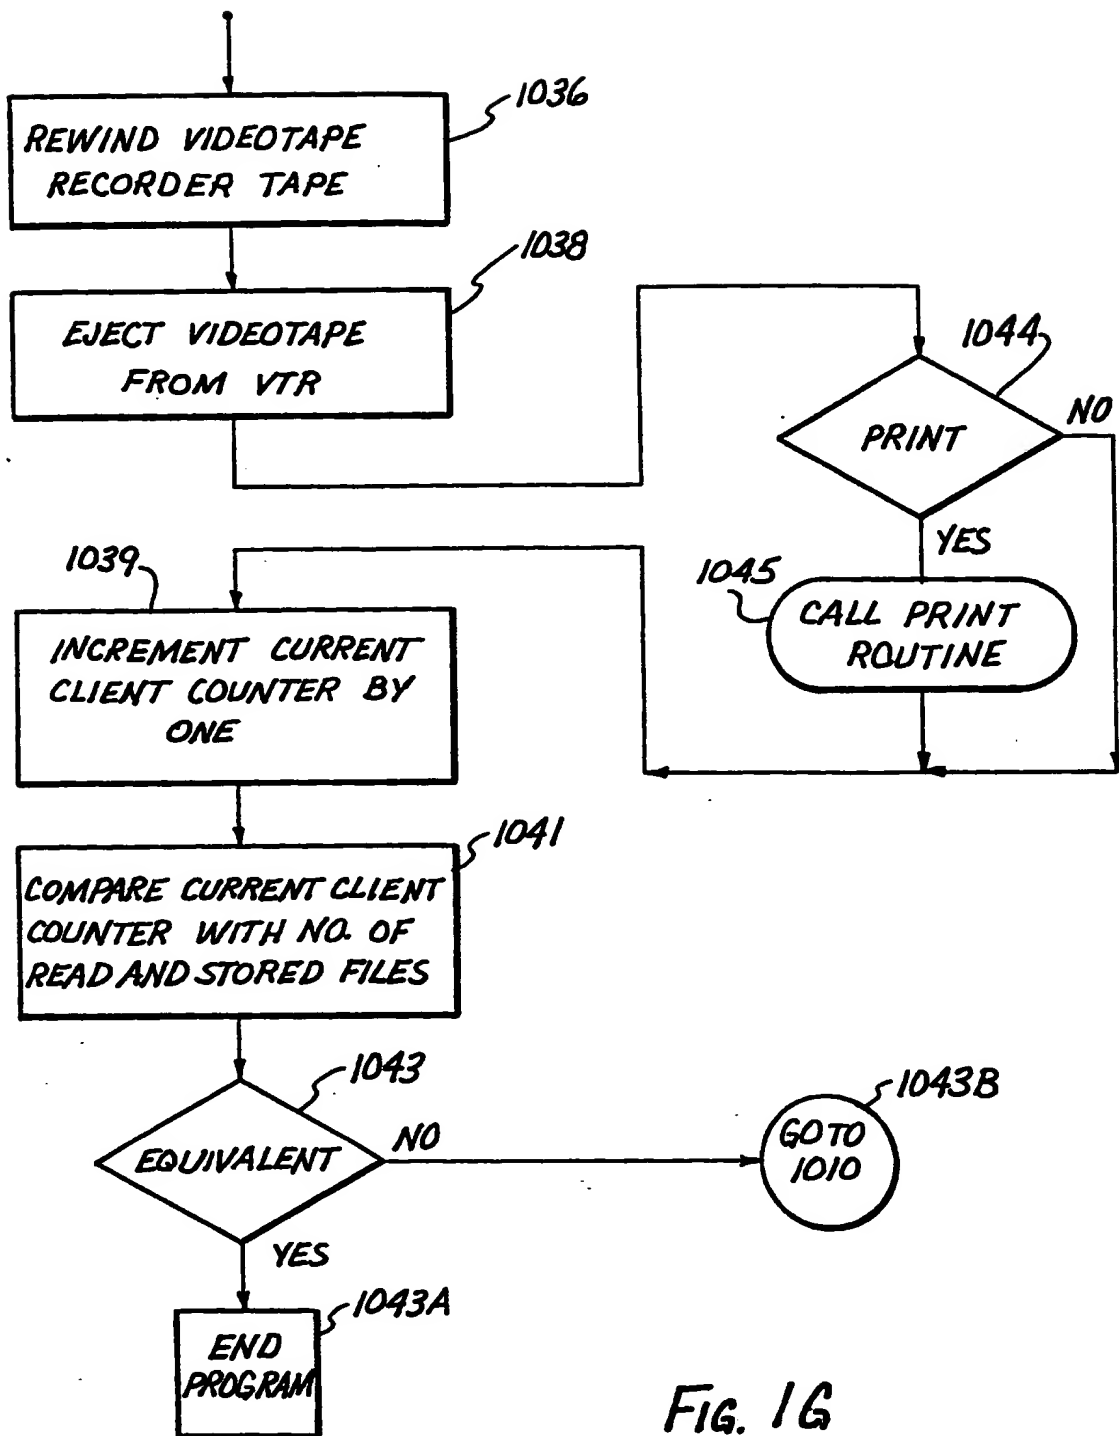 1036
REWIND VIDEOTAPE
RECORDER TAPE
1038
EJECT VIDEOTAPE
FROM VTR
1044
PRINT
NO
YES
1045
CALL PRINT
ROUTINE
1039
INCREMENT CURRENT
CLIENT COUNTER BY
ONE
1041
COMPARE CURRENT CLIENT
COUNTER WITH NO. OF
READ AND STORED FILES
1043
EQUIVALENT
NO
1043B
GO TO
1010
YES
1043A
END
PROGRAM
FIG. 1G